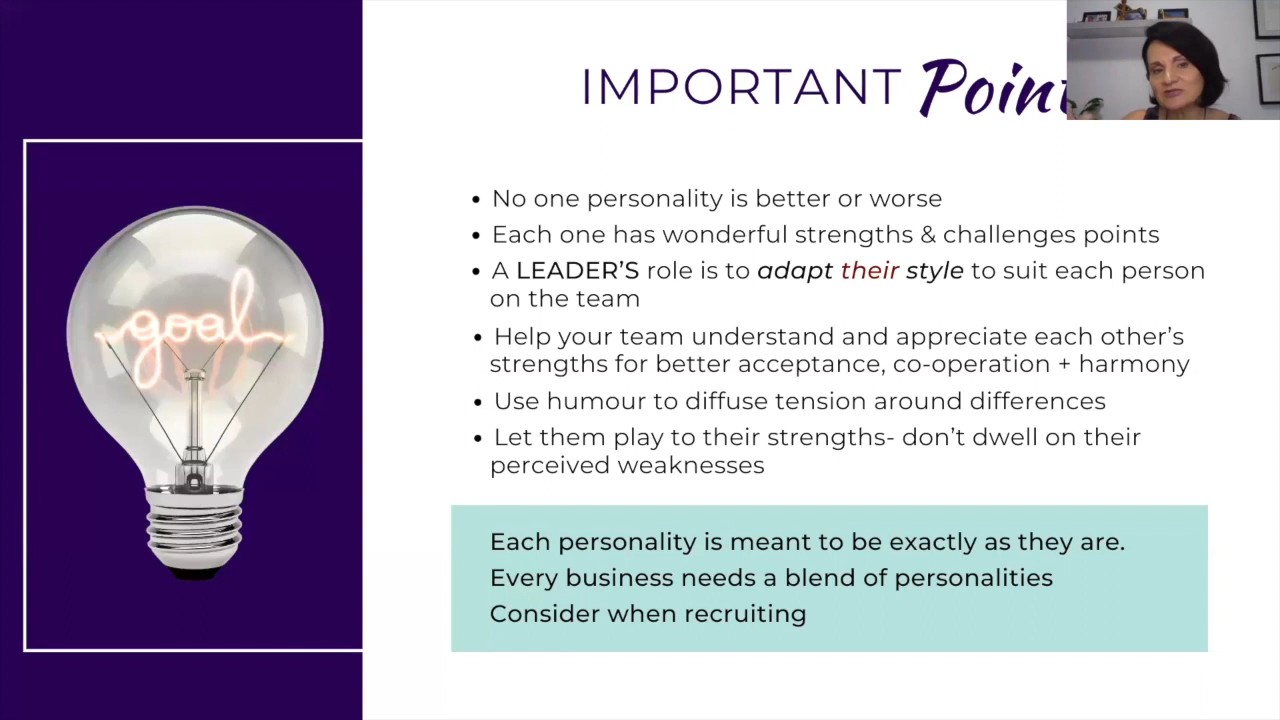 IMPORTANT
goal
• No one personality is better or worse
• Each one has wonderful strengths & challenges points
• A LEADER'S role is to adapt their style to suit each person
on the team
• Help your team understand and appreciate each other's
strengths for better acceptance, co-operation + harmony
• Use humour to diffuse tension around differences
• Let them play to their strengths- don't dwell on their
perceived weaknesses
Each personality is meant to be exactly as they are.
Every business needs a blend of personalities
Consider when recruiting